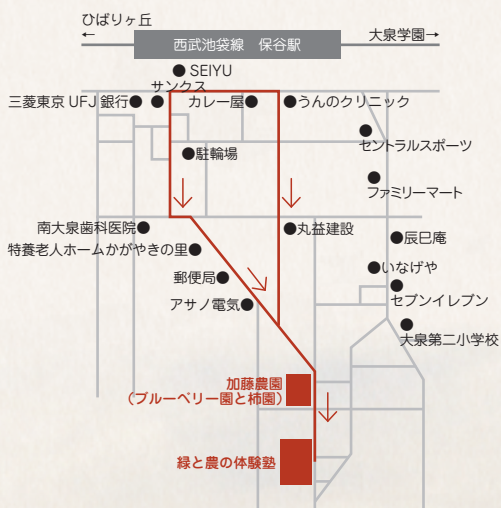 ひばりヶ丘
←
大泉学園→
西武池袋線 保谷駅
SEIYU
サンクス
三菱東京 UFJ 銀行
カレー屋
うんのクリニック
セントラルスポーツ
駐輪場
ファミリーマート
南大泉歯科医院
丸益建設
辰巳庵
特養老人ホームかがやきの里
いなげや
郵便局
セブンイレブン
アサノ電気
大泉第二小学校
加藤農園
(ブルーベリー園と柿園)
緑と農の体験塾